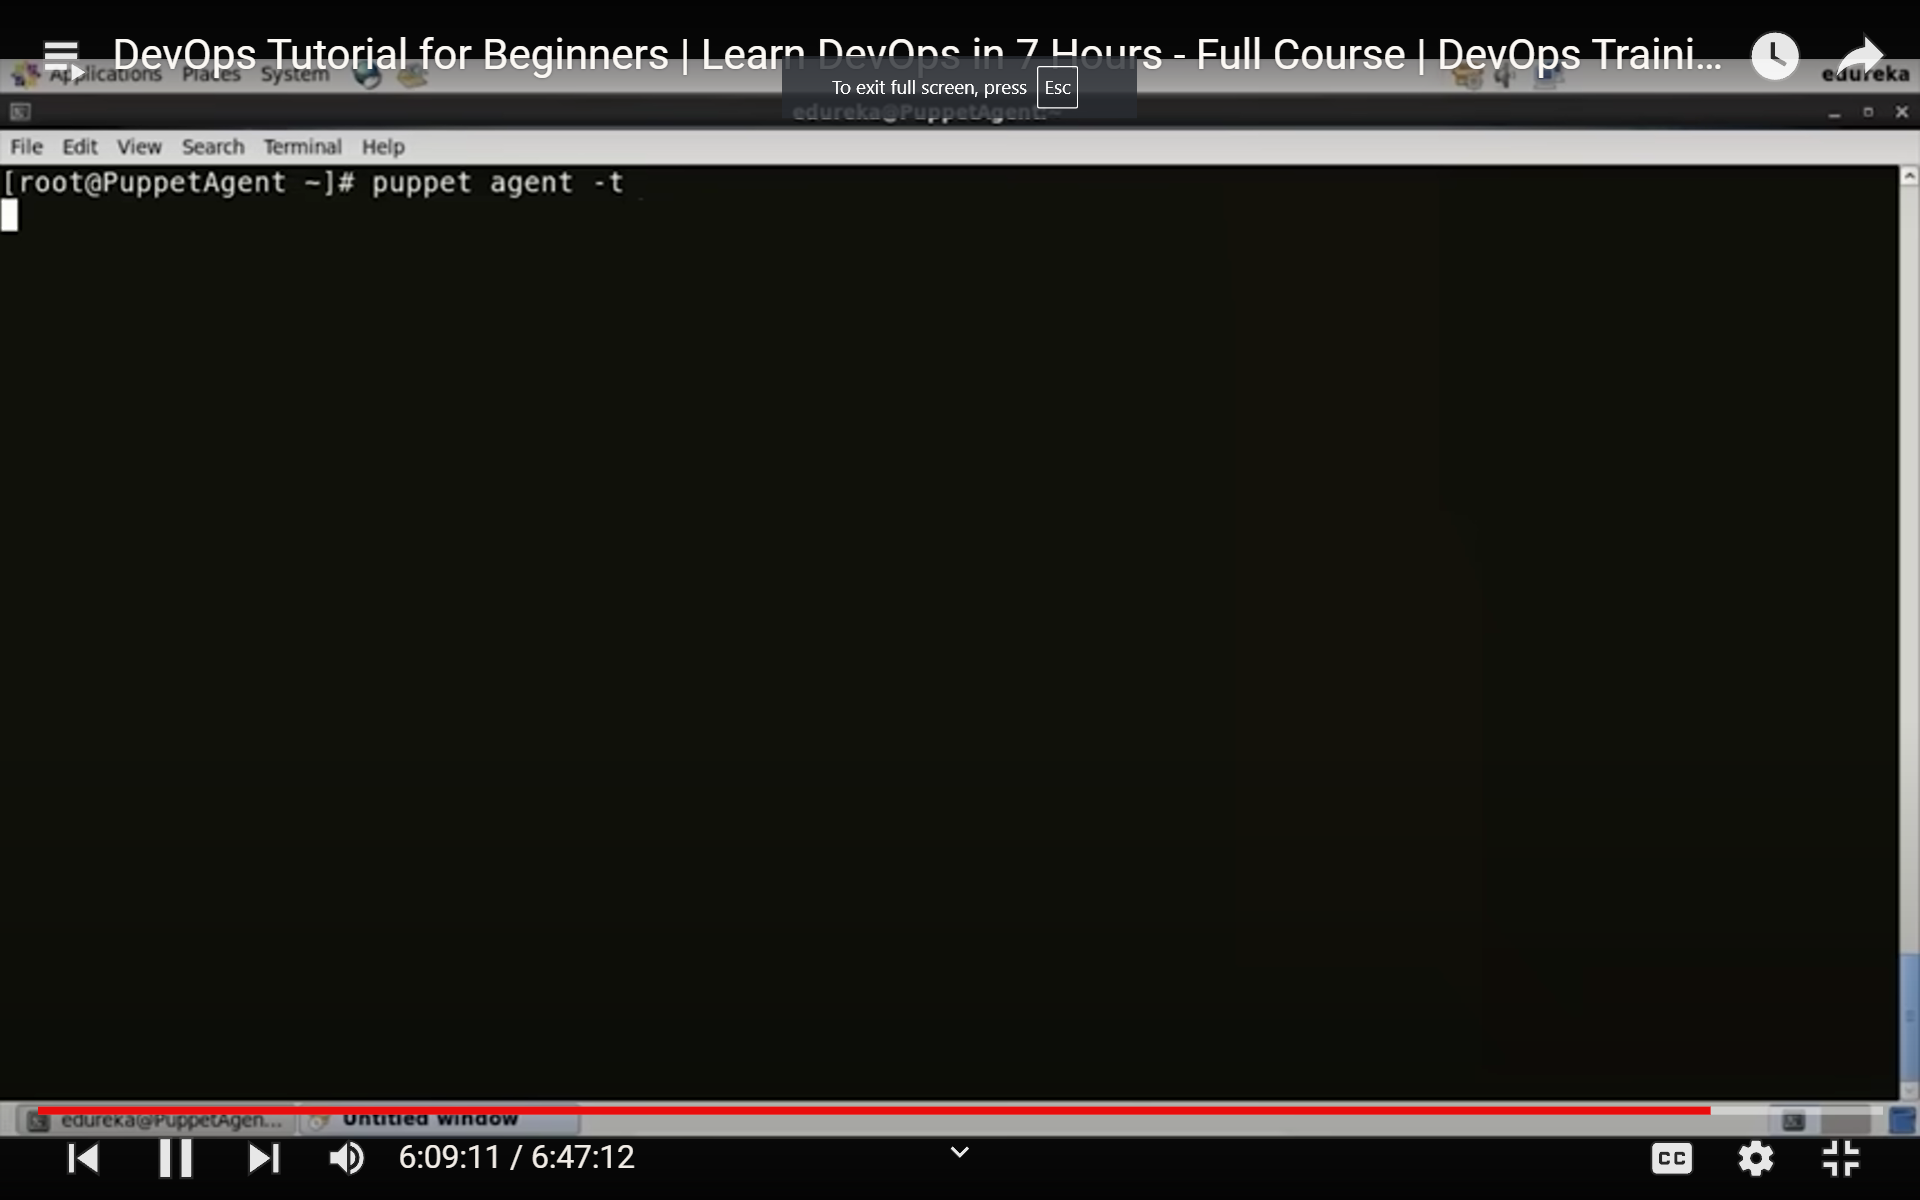 DevOps Tutorial for Beginners | Learn DevOps in 7 Hours - Full Course | DevOps Traini...
Applications Places System edureka
To exit full screen, press Esc
edureka@PuppetAgent:~
File Edit View Search Terminal Help
[root@PuppetAgent ~]# puppet agent -t
edureka@PuppetAgen... Untitled window
6:09:11 / 6:47:12
CC